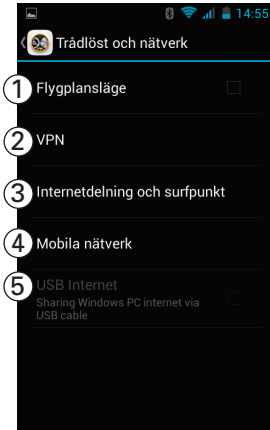 14:55
Trådlöst och nätverk
1 Flygplansläge
2 VPN
3 Internetdelning och surfpunkt
4 Mobila nätverk
5 USB Internet
Sharing Windows PC internet via
USB cable